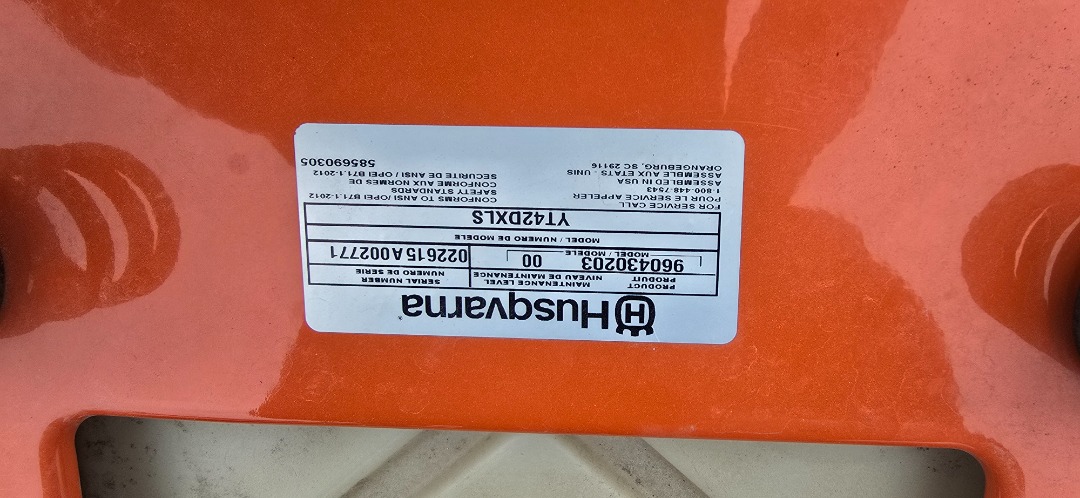 Husqvarna
PRODUCT
PRODUIT
MAINTENANCE LEVEL
NIVEAU DE MAINTENANCE
SERIAL NUMBER
NUMERO DE SERIE
960430203
00
022615A002771
MODEL / MODELE
MODEL / NUMERO DE MODELE
YT42DXLS
FOR SERVICE CALL
POUR LE SERVICE APPELER
1-800-448-7543
ASSEMBLED IN USA
ASSEMBLE AUX ETATS - UNIS
ORANGEBURG, SC 29116
CONFORMS TO ANSI /OPEI B71.1-2012
SAFETY STANDARDS
CONFORME AUX NORMES DE
SECURITE DE ANSI / OPEI B71.1-2012
585690305